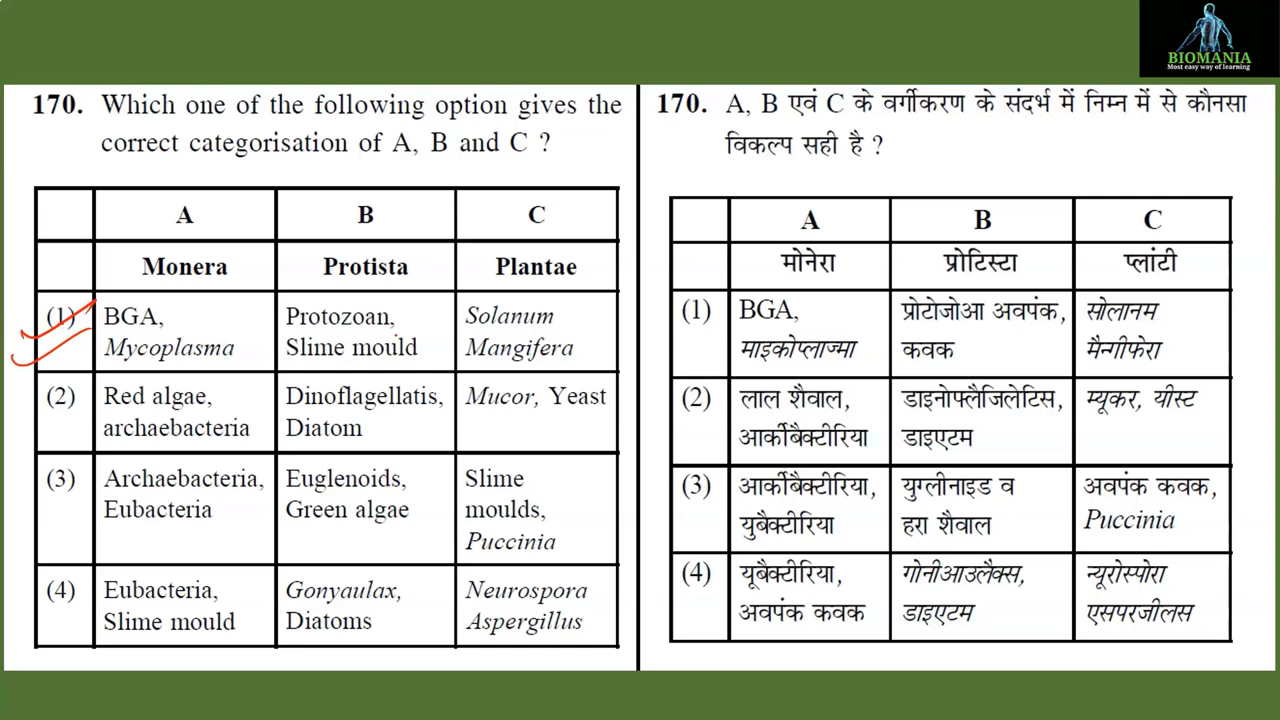 BIOMANIA
Most easy way of learning
170. Which one of the following option gives the
correct categorisation of A, B and C ?
A B C
Monera Protista Plantae
(1) BGA, Protozoan, Solanum
Mycoplasma Slime mould Mangifera
(2) Red algae, Dinoflagellatis, Mucor, Yeast
archaebacteria Diatom
(3) Archaebacteria, Euglenoids, Slime
Eubacteria Green algae moulds,
Puccinia
(4) Eubacteria, Gonyaulax, Neurospora
Slime mould Diatoms Aspergillus
170. A, B एवं C के वर्गीकरण के संदर्भ में निम्न में से कौनसा
विकल्प सही है ?
A B C
मोनेरा प्रोटिस्टा प्लांटी
(1) BGA, प्रोटोजोआ अवपंक, सोलानम
माइकोप्लाज्मा कवक मैन्गीफेरा
(2) लाल शैवाल, डाइनोफ्लैजिलेटिस, म्यूकर, यीस्ट
आर्कीबैक्टीरिया डाइएटम
(3) आर्कीबैक्टीरिया, युग्लीनाइड व अवपंक कवक,
युबैक्टीरिया हरा शैवाल Puccinia
(4) यूबैक्टीरिया, गोनीआउलैक्स, न्यूरोस्पोरा
अवपंक कवक डाइएटम एसपरजीलस